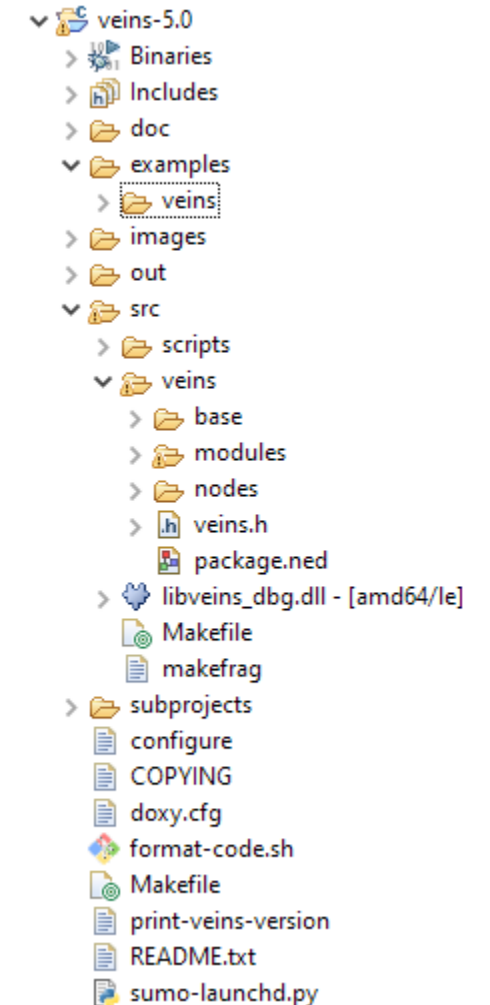 veins-5.0
Binaries
Includes
doc
examples
veins
images
out
src
scripts
veins
base
modules
nodes
veins.h
package.ned
libveins_dbg.dll - [amd64/le]
Makefile
makefrag
subprojects
configure
COPYING
doxy.cfg
format-code.sh
Makefile
print-veins-version
README.txt
sumo-launchd.py